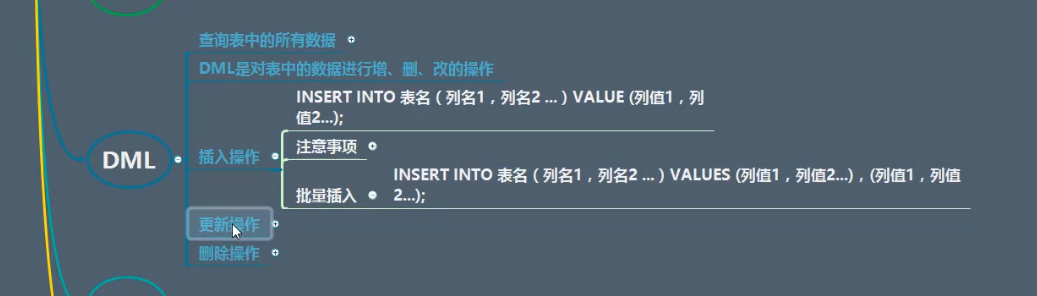 查询表中的所有数据
DML是对表中的数据进行增、删、改的操作
INSERT INTO 表名（列名1，列名2 ...）VALUE (列值1，列
值2...);
DML
插入操作
注意事项
INSERT INTO 表名（列名1，列名2 ...）VALUES (列值1，列值2...)，(列值1，列值
批量插入
2...);
更新操作
删除操作